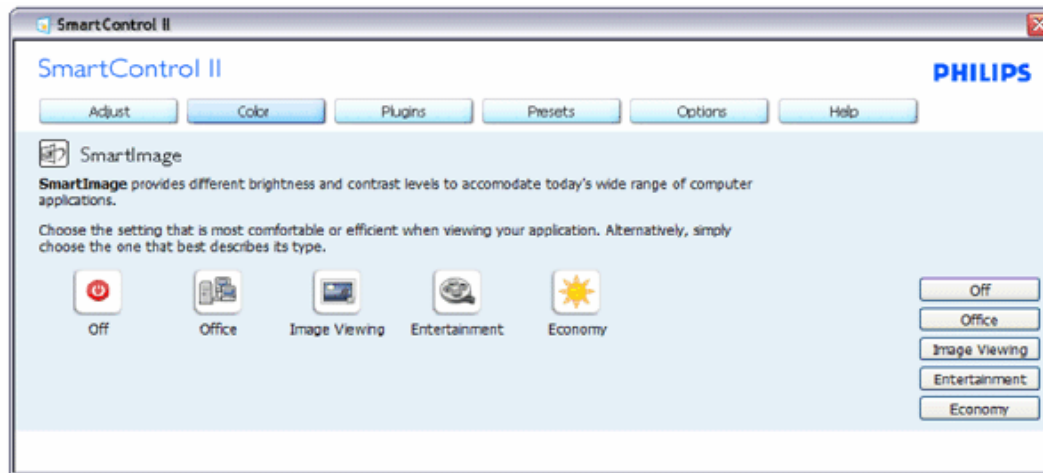 SmartControl II
SmartControl II
PHILIPS
Adjust Color Plugins Presets Options Help
SmartImage
SmartImage provides different brightness and contrast levels to accomodate today's wide range of computer
applications.
Choose the setting that is most comfortable or efficient when viewing your application. Alternatively, simply
choose the one that best describes its type.
Off Office Image Viewing Entertainment Economy
Off
Office
Image Viewing
Entertainment
Economy